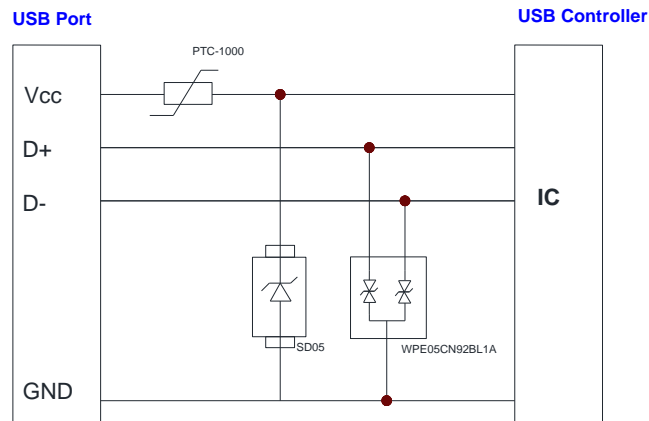 USB Port
USB Controller
PTC-1000
Vcc
D+
D-
IC
SD05
WPE05CN92BL1A
GND